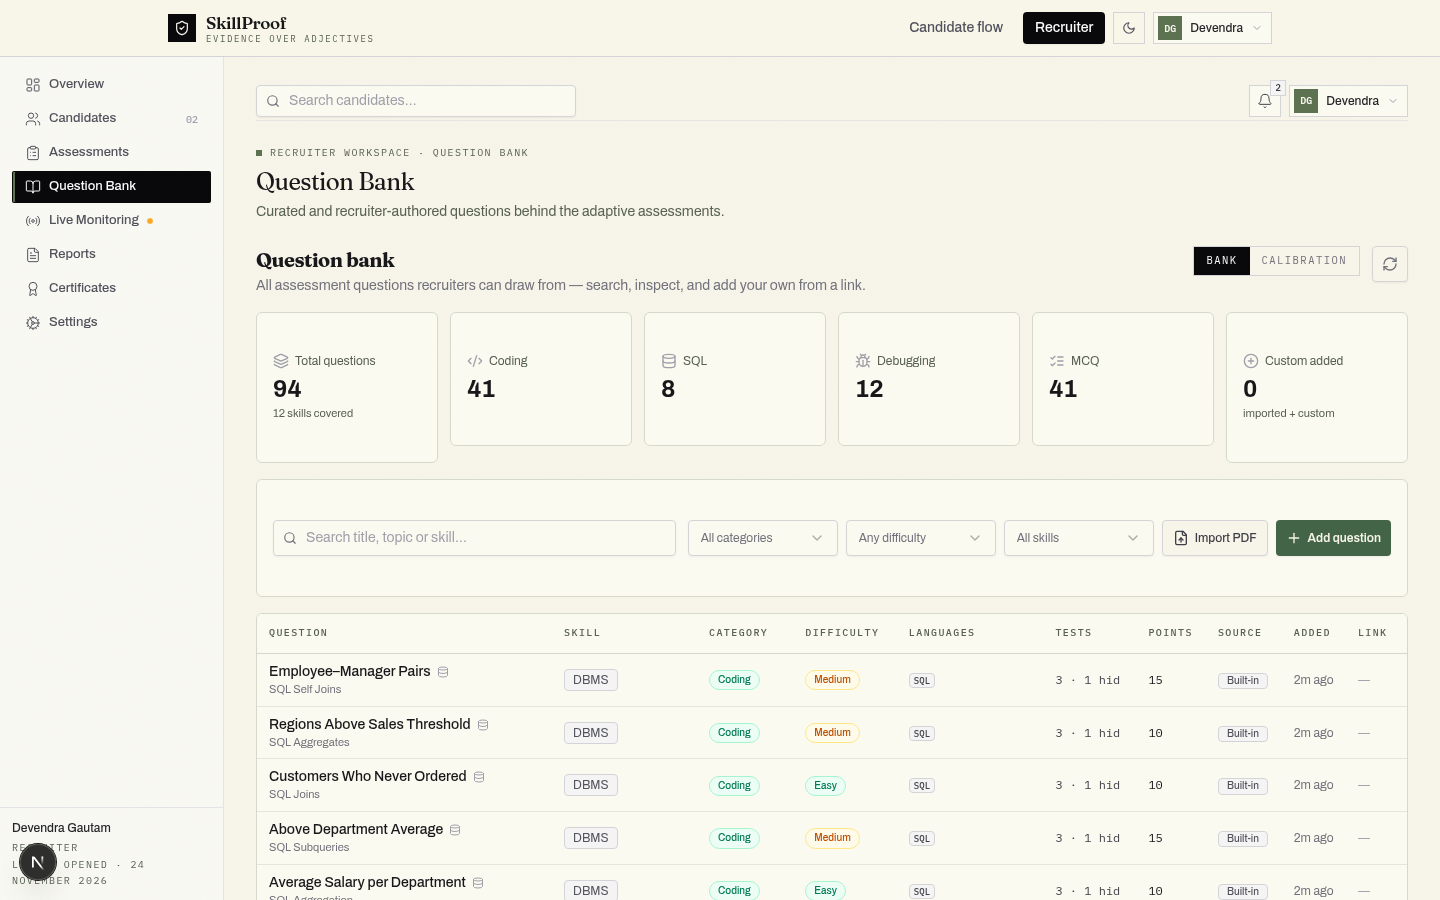 SkillProof
EVIDENCE OVER ADJECTIVES
Candidate flow
Recruiter
DG
Devendra
Overview
Candidates
02
Assessments
Question Bank
Live Monitoring
Reports
Certificates
Settings
Devendra Gautam
OPENED · 24
NOVEMBER 2026
N
Search candidates...
2
DG
Devendra
RECRUITER WORKSPACE · QUESTION BANK
Question Bank
Curated and recruiter-authored questions behind the adaptive assessments.
Question bank
All assessment questions recruiters can draw from — search, inspect, and add your own from a link.
BANK
CALIBRATION
Total questions
94
12 skills covered
Coding
41
SQL
8
Debugging
12
MCQ
41
Custom added
0
imported + custom
Search title, topic or skill...
All categories
Any difficulty
All skills
Import PDF
Add question
QUESTION SKILL CATEGORY DIFFICULTY LANGUAGES TESTS POINTS SOURCE ADDED LINK
Employee–Manager Pairs DBMS Coding Medium SQL 3 · 1 hid 15 Built-in 2m ago —
SQL Self Joins
Regions Above Sales Threshold DBMS Coding Medium SQL 3 · 1 hid 10 Built-in 2m ago —
SQL Aggregates
Customers Who Never Ordered DBMS Coding Easy SQL 3 · 1 hid 10 Built-in 2m ago —
SQL Joins
Above Department Average DBMS Coding Medium SQL 3 · 1 hid 15 Built-in 2m ago —
SQL Subqueries
Average Salary per Department DBMS Coding Easy SQL 3 · 1 hid 10 Built-in 2m ago —
SQL Aggregation